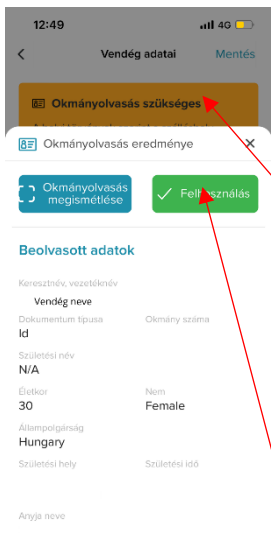 12:49
4G
Vendég adatai
Mentés
Okmányolvasás szükséges
Okmányolvasás eredménye
Okmányolvasás
megismétlése
Felhasználás
Beolvasott adatok
Keresztnév, vezetéknév
Vendég neve
Dokumentum típusa
Okmány száma
Id
Születési név
N/A
Életkor
Nem
30
Female
Állampolgárság
Hungary
Születési hely
Születési idő
Anyja neve